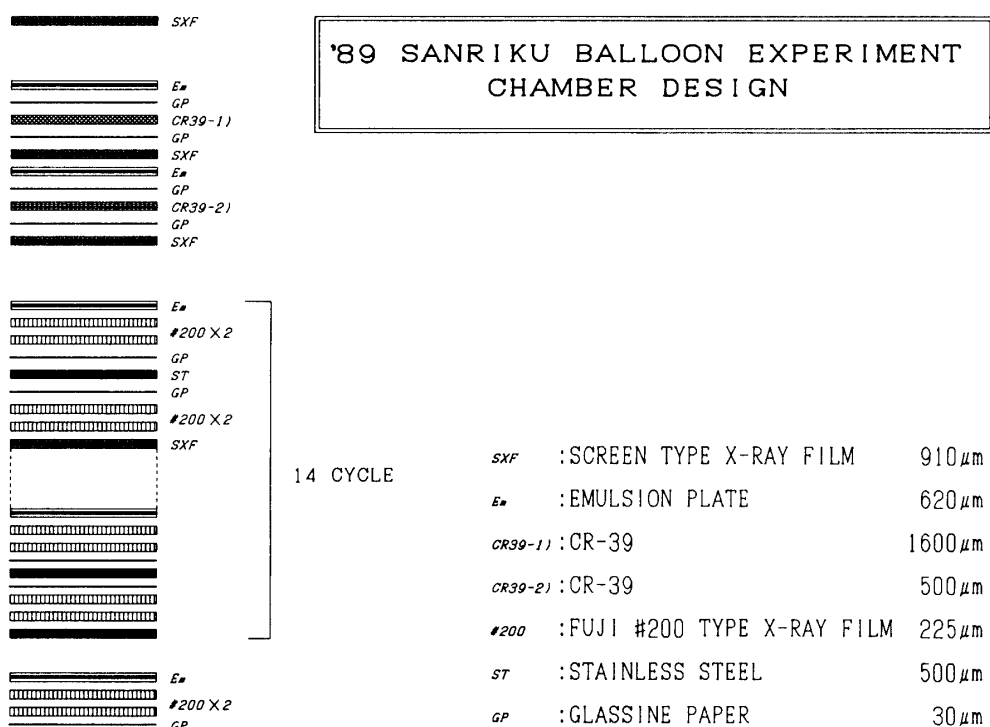 '89 SANRIKU BALLOON EXPERIMENT
CHAMBER DESIGN
SXF
Em
GP
CR39-1)
GP
SXF
Em
GP
CR39-2)
GP
SXF
Em
#200×2
GP
ST
GP
#200×2
SXF
14 CYCLE
Em
#200×2
GP
SXF :SCREEN TYPE X-RAY FILM 910μm
Em :EMULSION PLATE 620μm
CR39-1) :CR-39 1600μm
CR39-2) :CR-39 500μm
#200 :FUJI #200 TYPE X-RAY FILM 225μm
ST :STAINLESS STEEL 500μm
GP :GLASSINE PAPER 30μm